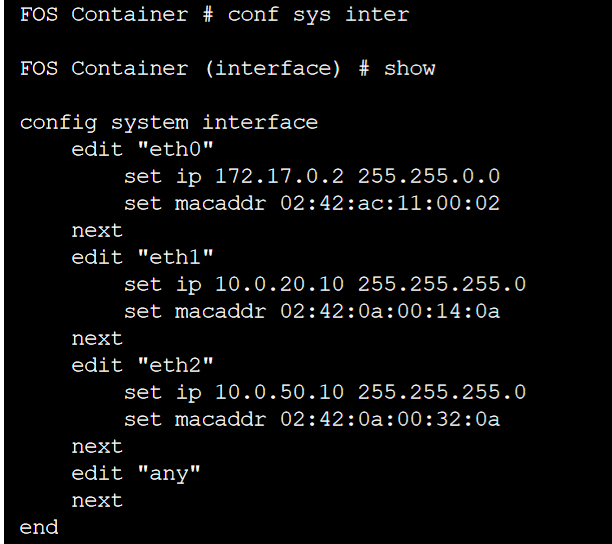 FOS Container # conf sys inter
FOS Container (interface) # show
config system interface
    edit "eth0"
        set ip 172.17.0.2 255.255.0.0
        set macaddr 02:42:ac:11:00:02
    next
    edit "eth1"
        set ip 10.0.20.10 255.255.255.0
        set macaddr 02:42:0a:00:14:0a
    next
    edit "eth2"
        set ip 10.0.50.10 255.255.255.0
        set macaddr 02:42:0a:00:32:0a
    next
    edit "any"
    next
end